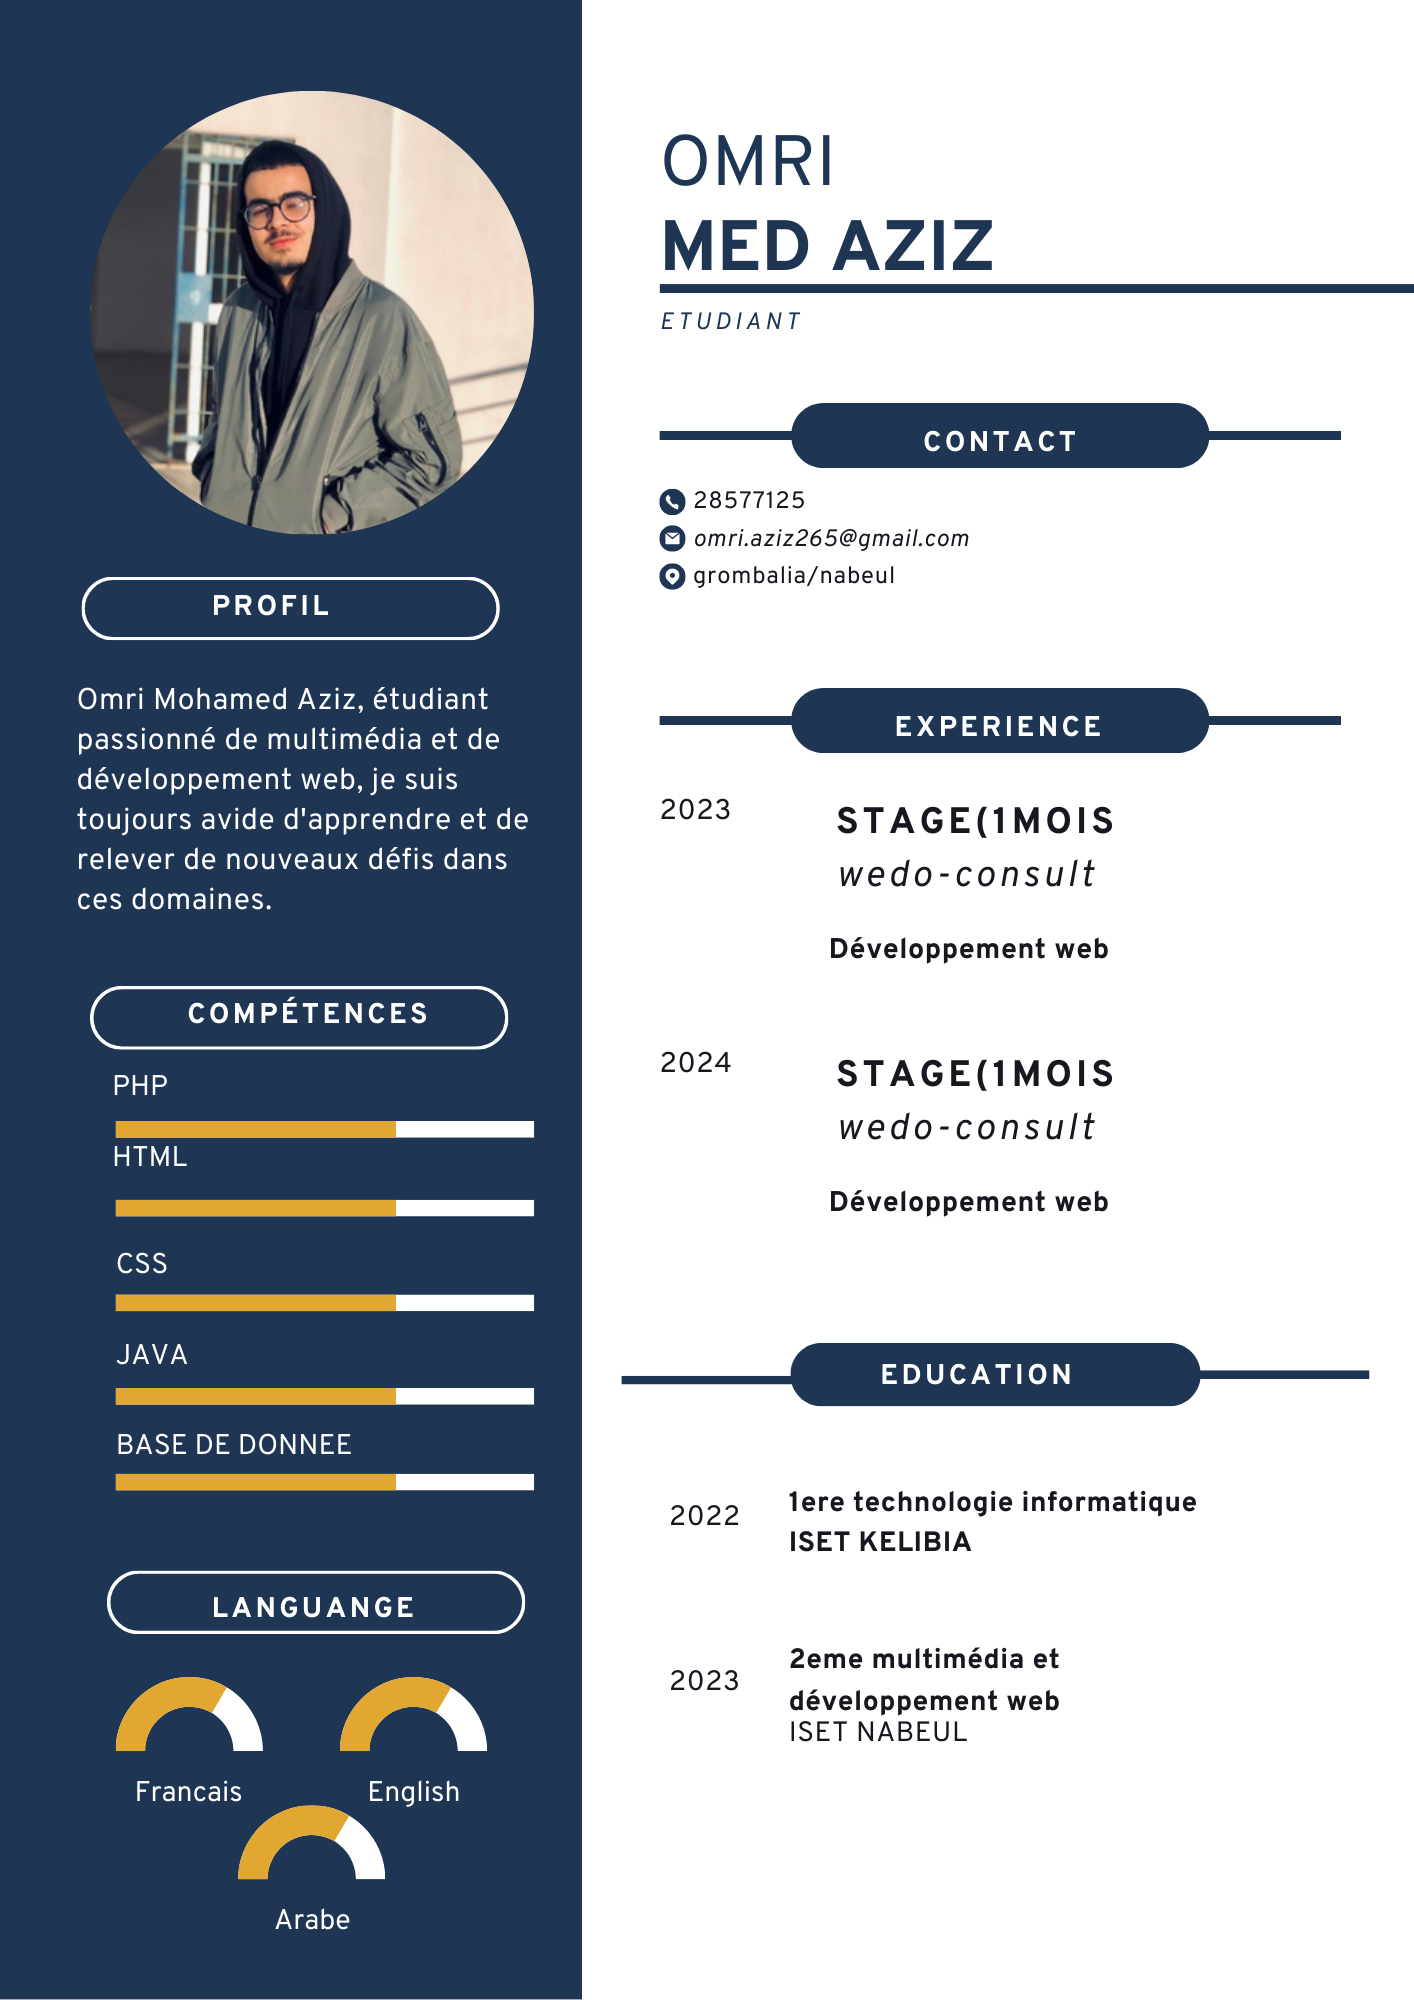 OMRI
MED AZIZ
ETUDIANT
CONTACT
28577125
omri.aziz265@gmail.com
grombalia/nabeul
PROFIL
Omri Mohamed Aziz, étudiant
passionné de multimédia et de
développement web, je suis
toujours avide d'apprendre et de
relever de nouveaux défis dans
ces domaines.
COMPÉTENCES
PHP
HTML
CSS
JAVA
BASE DE DONNEE
LANGUANGE
Francais
English
Arabe
EXPERIENCE
2023
STAGE(1MOIS
wedo-consult
Développement web
2024
STAGE(1MOIS
wedo-consult
Développement web
EDUCATION
2022
1ere technologie informatique
ISET KELIBIA
2023
2eme multimédia et
développement web
ISET NABEUL